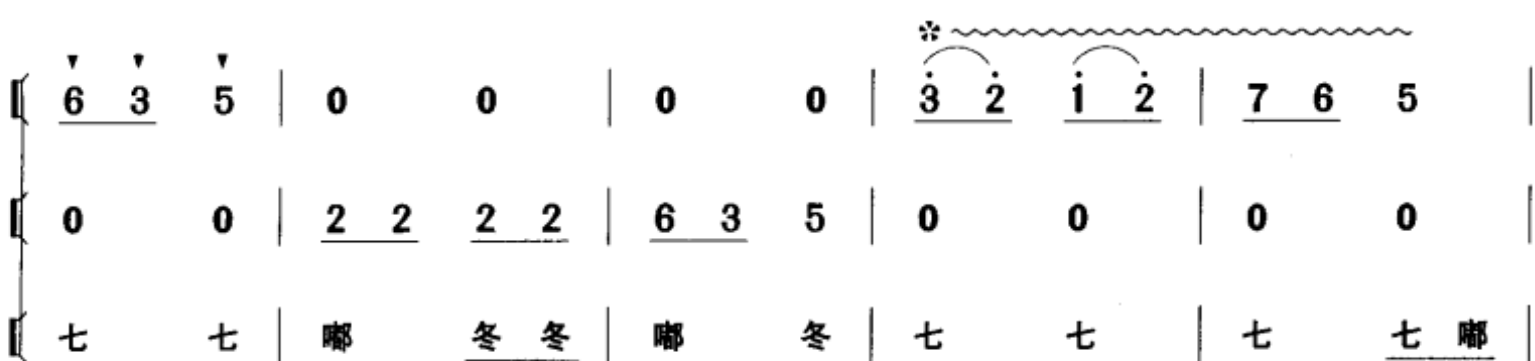 6 3 5 | 0 0 | 0 0 | 3̇ 2̇ 1̇ 2̇ | 7 6 5 |
0 0 | 2 2 2 2 | 6 3 5 | 0 0 | 0 0 |
七 七 | 嘟 冬 冬 | 嘟 冬 | 七 七 | 七 七 嘟